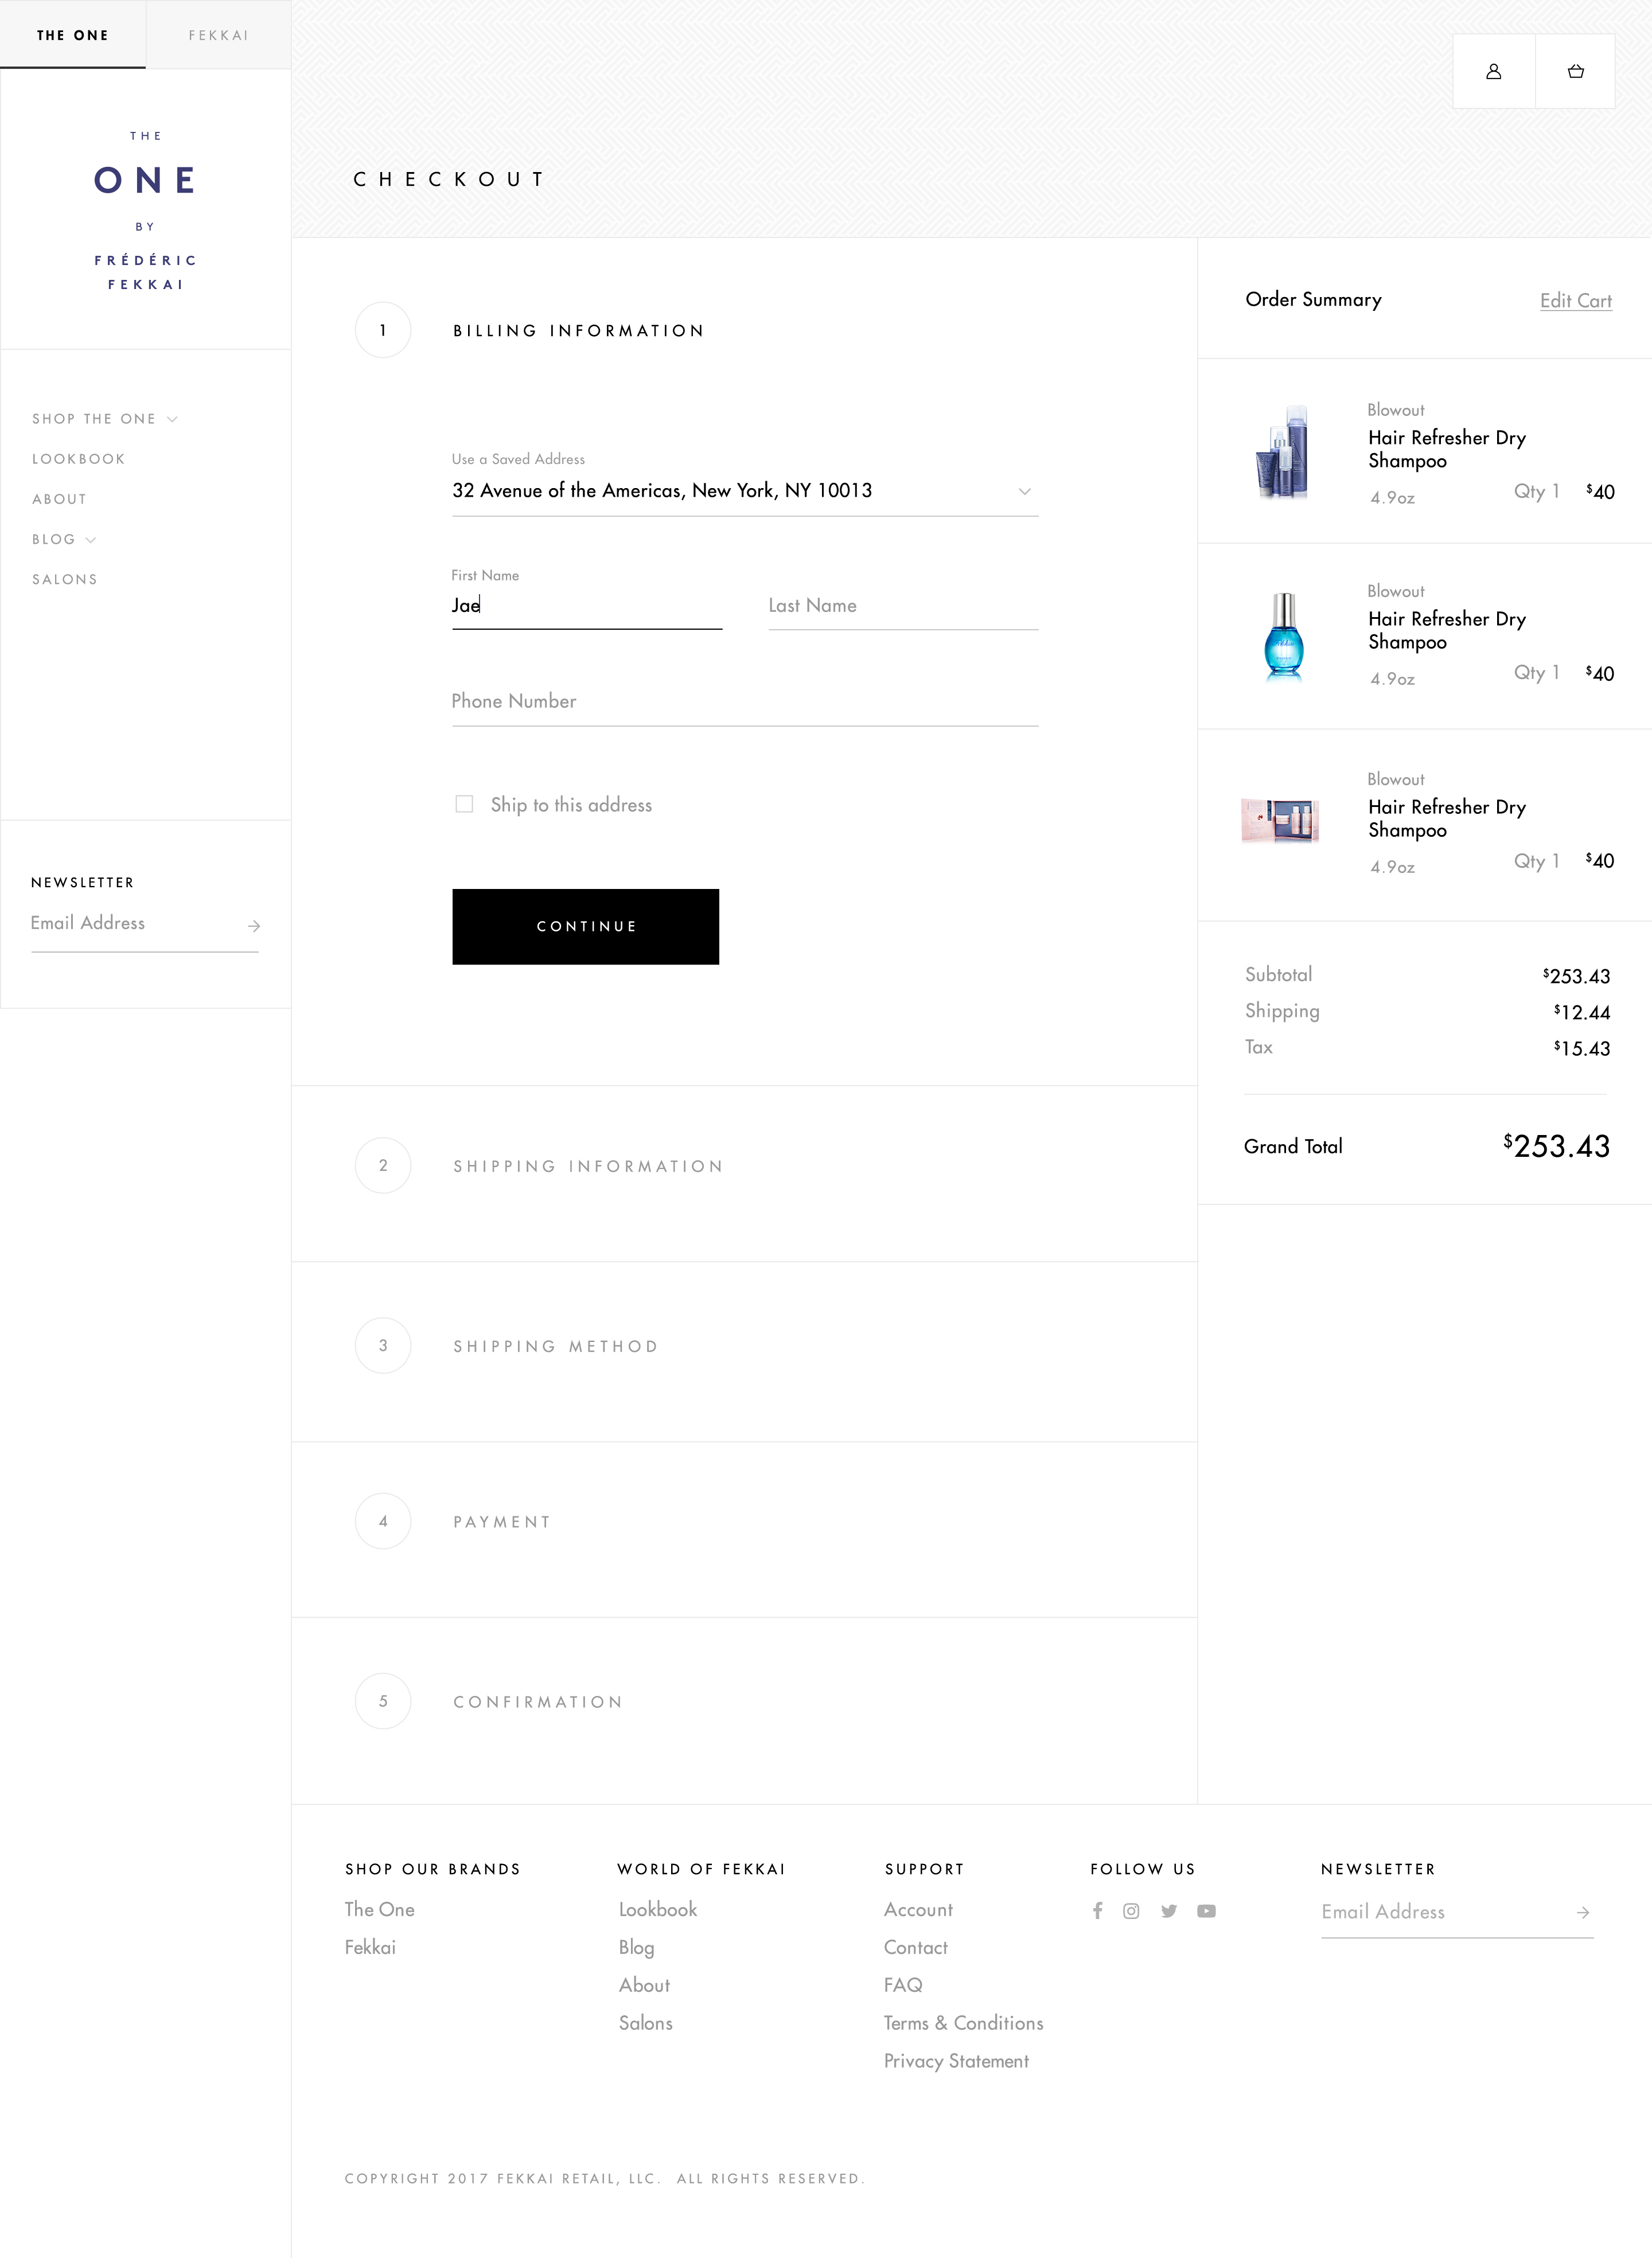 THE ONE
FEKKAI
THE
ONE
BY
FRÉDÉRIC
FEKKAI
SHOP THE ONE
LOOKBOOK
ABOUT
BLOG
SALONS
NEWSLETTER
Email Address
CHECKOUT
1
BILLING INFORMATION
Use a Saved Address
32 Avenue of the Americas, New York, NY 10013
First Name
Jae
Last Name
Phone Number
Ship to this address
CONTINUE
2
SHIPPING INFORMATION
3
SHIPPING METHOD
4
PAYMENT
5
CONFIRMATION
Order Summary
Edit Cart
Blowout
Hair Refresher Dry
Shampoo
4.9oz
Qty 1
$40
Blowout
Hair Refresher Dry
Shampoo
4.9oz
Qty 1
$40
Blowout
Hair Refresher Dry
Shampoo
4.9oz
Qty 1
$40
Subtotal
$253.43
Shipping
$12.44
Tax
$15.43
Grand Total
$253.43
SHOP OUR BRANDS
The One
Fekkai
WORLD OF FEKKAI
Lookbook
Blog
About
Salons
SUPPORT
Account
Contact
FAQ
Terms & Conditions
Privacy Statement
FOLLOW US
NEWSLETTER
Email Address
COPYRIGHT 2017 FEKKAI RETAIL, LLC. ALL RIGHTS RESERVED.